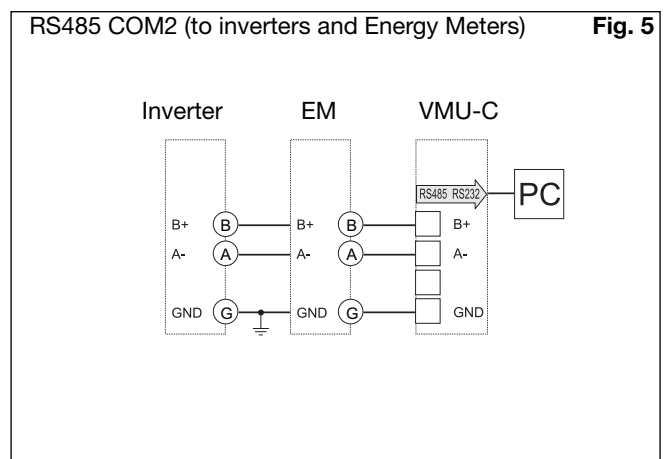 RS485 COM2 (to inverters and Energy Meters) Fig. 5
Inverter EM VMU-C
RS485 RS232 PC
B+ B B+ B B+
A- A A- A A-
GND G GND G GND